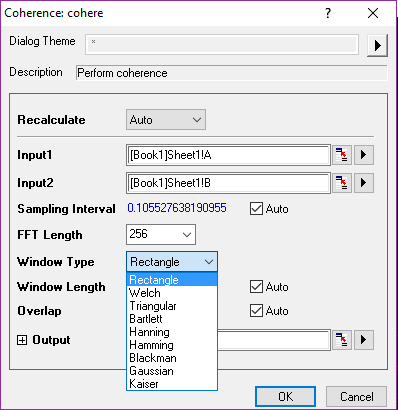 Coherence: cohere
?
Dialog Theme *
Description Perform coherence
Recalculate Auto
Input1 [Book1]Sheet1!A
Input2 [Book1]Sheet1!B
Sampling Interval 0.105527638190955 Auto
FFT Length 256
Window Type Rectangle
Rectangle
Window Length Auto
Welch
Triangular
Overlap Auto
Bartlett
Hanning
Output
Hamming
Blackman
Gaussian
Kaiser
OK Cancel